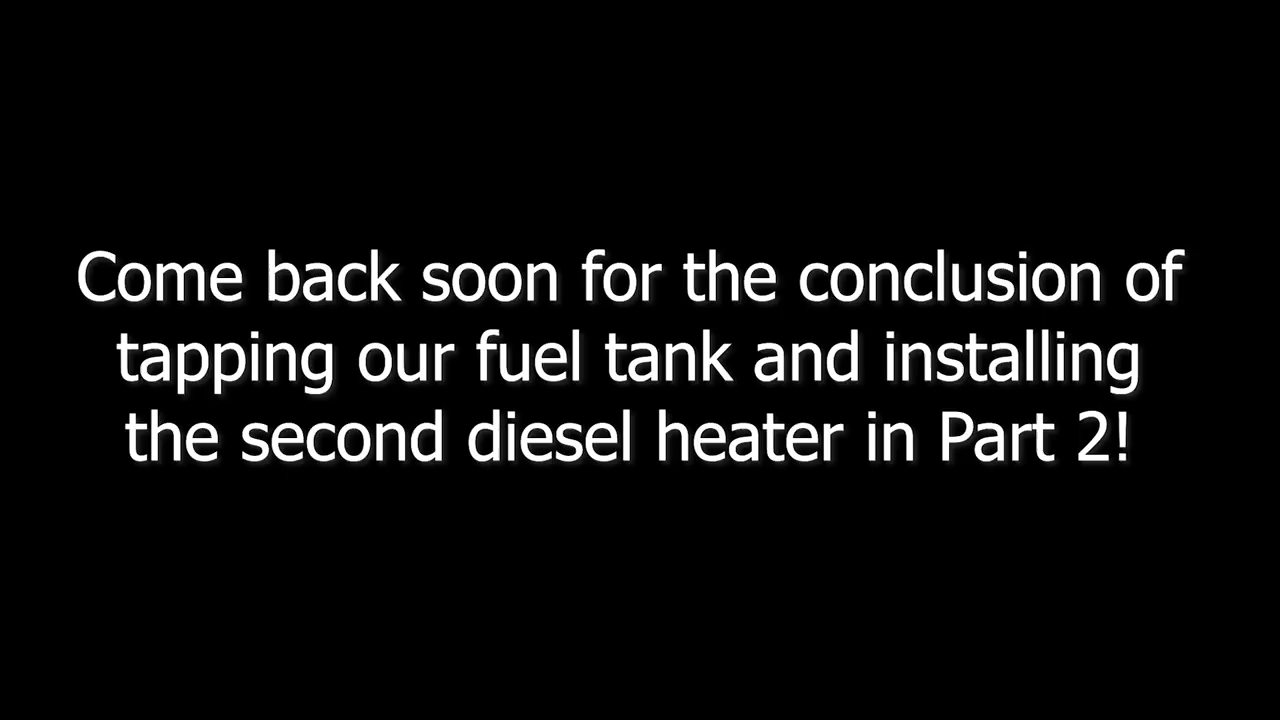 Come back soon for the conclusion of
tapping our fuel tank and installing
the second diesel heater in Part 2!